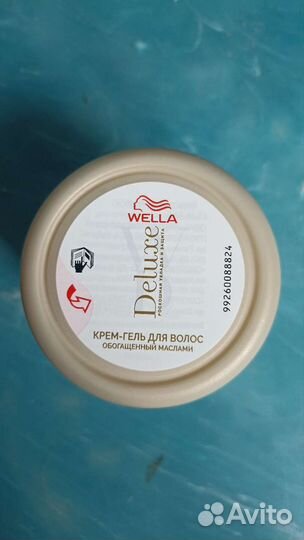 WELLA
Deluxe
РОСКОШНАЯ УКЛАДКА И ЗАЩИТА
КРЕМ-ГЕЛЬ ДЛЯ ВОЛОС
ОБОГАЩЕННЫЙ МАСЛАМИ
99260088824
Avito